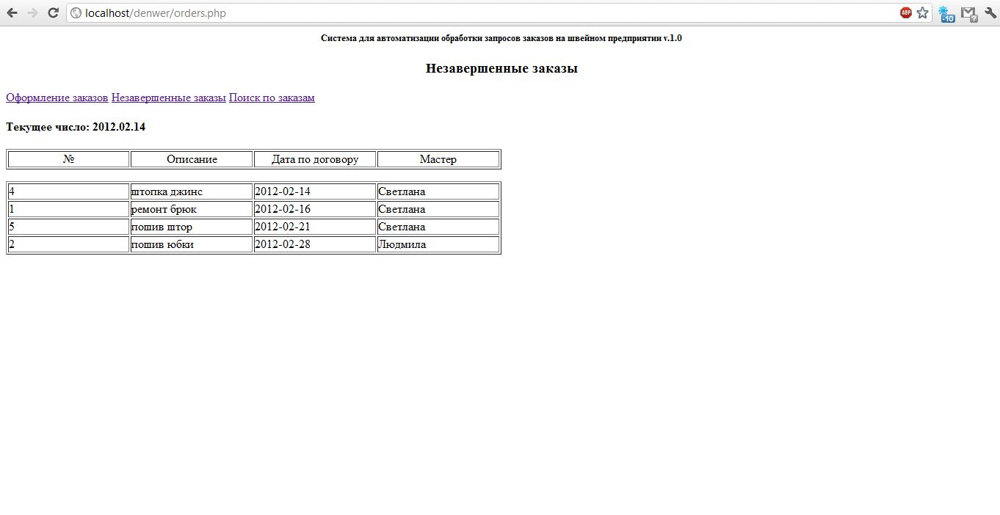 localhost/denwer/orders.php
ABP
-10
?
Система для автоматизации обработки запросов заказов на швейном предприятии v.1.0
Незавершенные заказы
Оформление заказов Незавершенные заказы Поиск по заказам
Текущее число: 2012.02.14
№ Описание Дата по договору Мастер
4 штопка джинс 2012-02-14 Светлана
1 ремонт брюк 2012-02-16 Светлана
5 пошив штор 2012-02-21 Светлана
2 пошив юбки 2012-02-28 Людмила